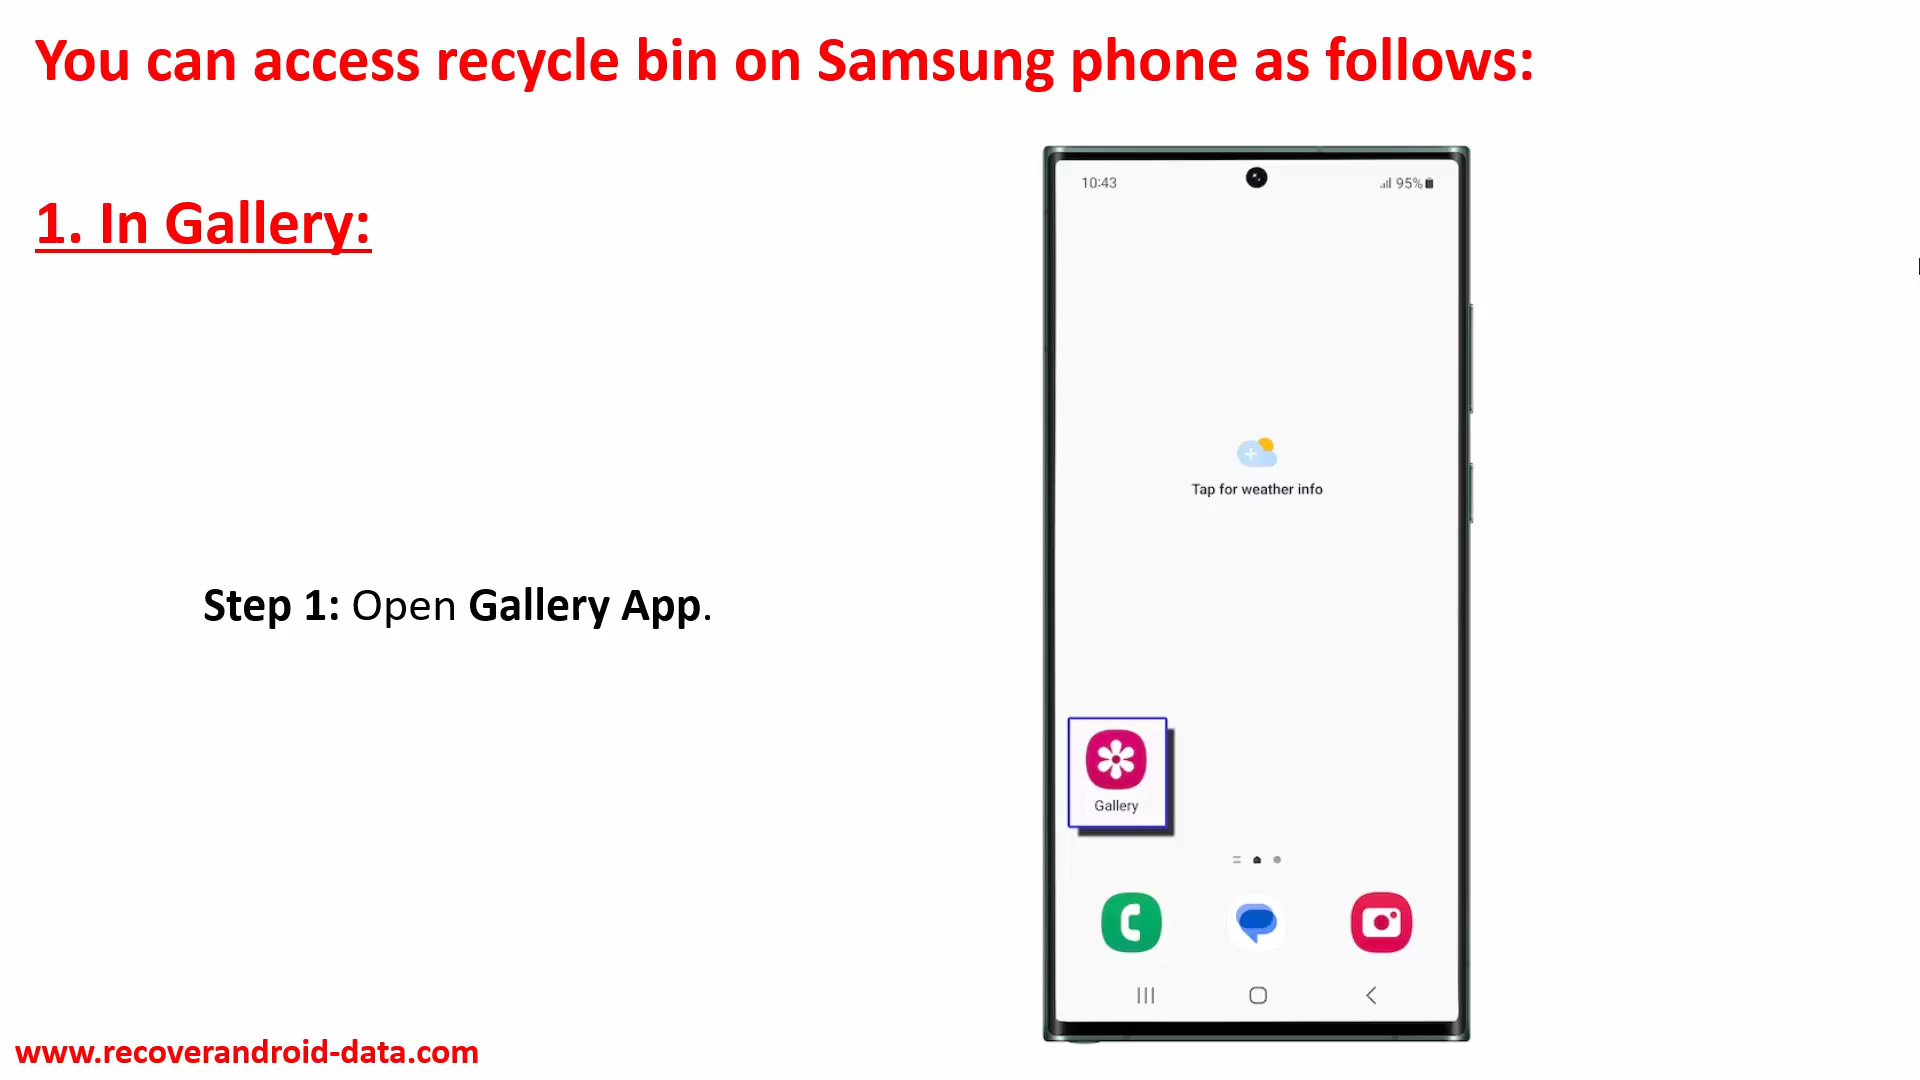 You can access recycle bin on Samsung phone as follows:
1. In Gallery:
10:43
95%
Tap for weather info
Step 1: Open Gallery App.
Gallery
www.recoverandroid-data.com